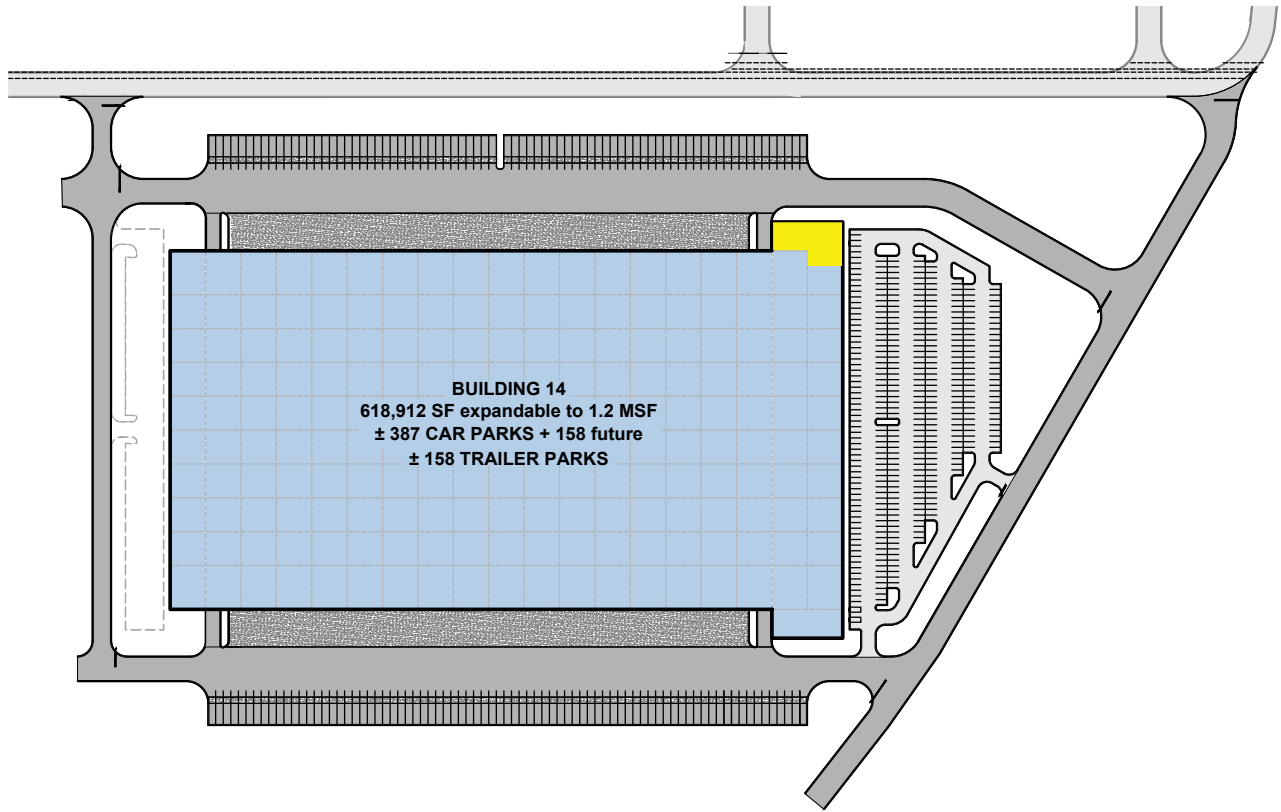 BUILDING 14
618,912 SF expandable to 1.2 MSF
± 387 CAR PARKS + 158 future
± 158 TRAILER PARKS